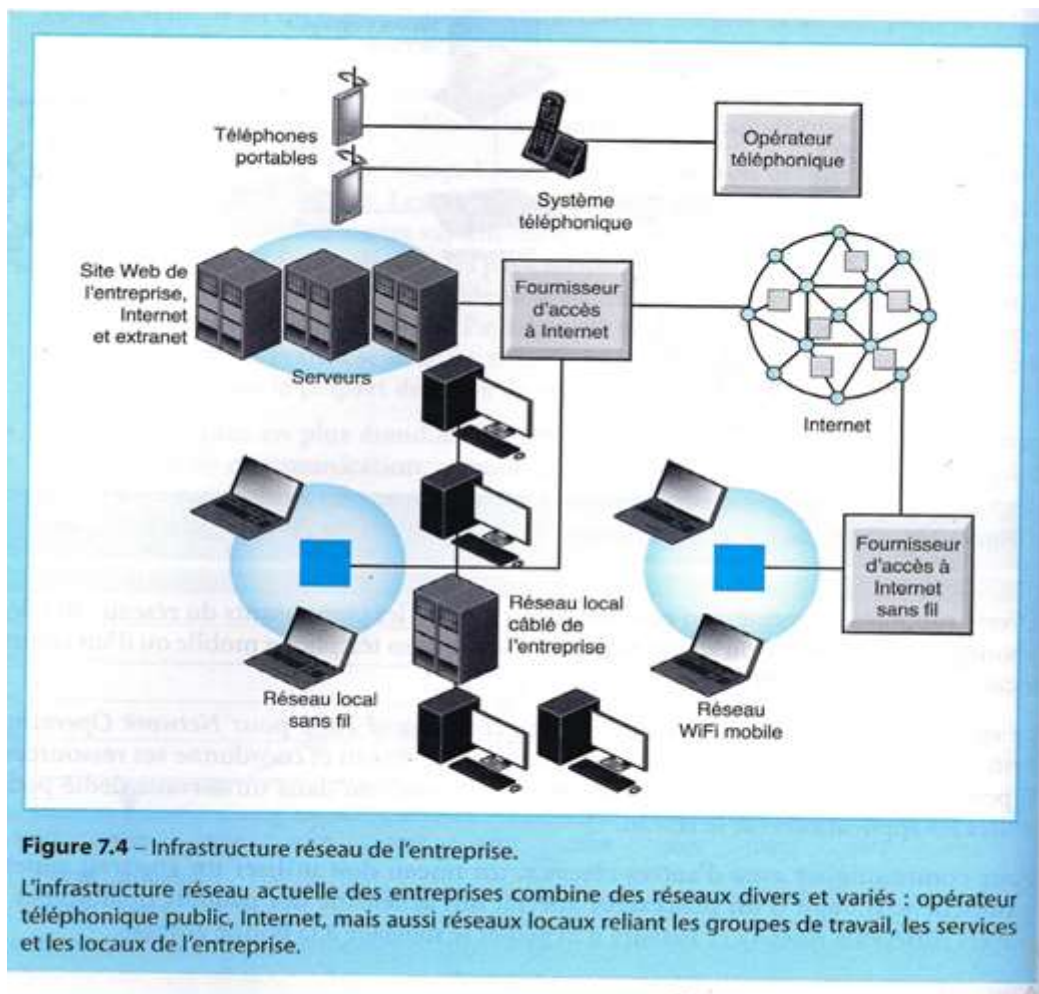 Téléphones
portables
Système
téléphonique
Opérateur
téléphonique
Site Web de
l'entreprise,
Internet
et extranet
Serveurs
Fournisseur
d'accès
à Internet
Internet
Réseau local
sans fil
Réseau local
câblé de
l'entreprise
Réseau
WiFi mobile
Fournisseur
d'accès à
Internet
sans fil
Figure 7.4 – Infrastructure réseau de l'entreprise.
L'infrastructure réseau actuelle des entreprises combine des réseaux divers et variés : opérateur
téléphonique public, Internet, mais aussi réseaux locaux reliant les groupes de travail, les services
et les locaux de l'entreprise.